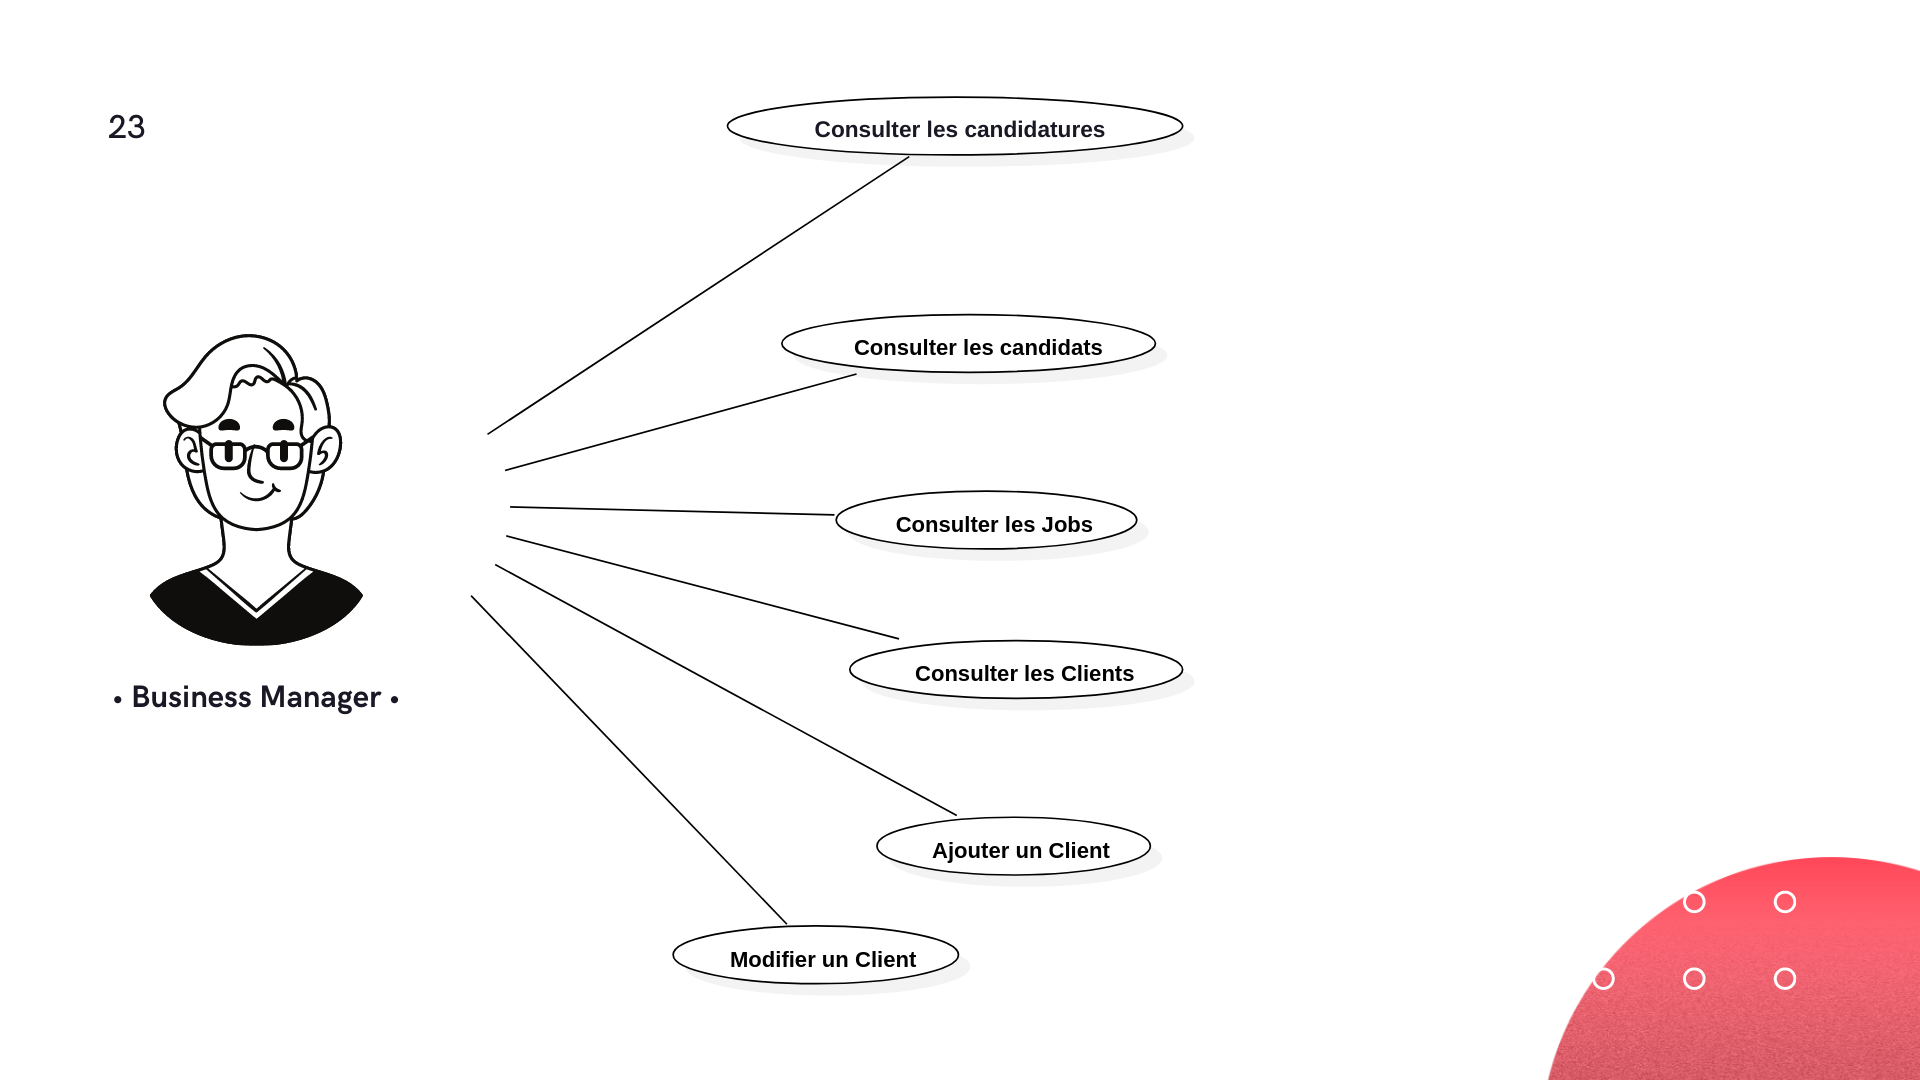 23
Consulter les candidatures
Consulter les candidats
Consulter les Jobs
Consulter les Clients
• Business Manager •
Ajouter un Client
Modifier un Client